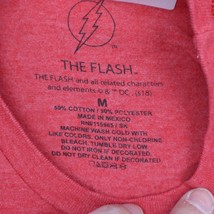 THE FLASH
THE FLASH and all related characters
and elements © & ™ DC. (s18)
M
50% COTTON / 50% POLYESTER
MADE IN MEXICO
MACHINE WASH COLD WITH
LIKE COLORS. ONLY NON-CHLORINE
BLEACH. TUMBLE DRY LOW
DO NOT IRON IF DECORATED.
DO NOT DRY CLEAN IF DECORATED.